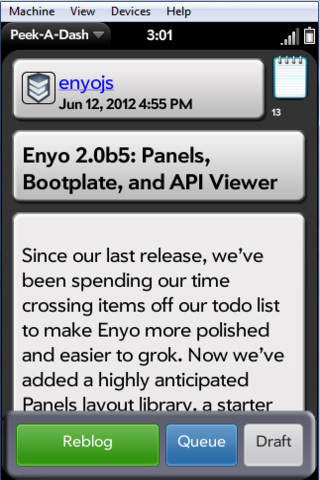 Machine View Devices Help
Peek-A-Dash 3:01
enyojs
Jun 12, 2012 4:55 PM
13
Enyo 2.0b5: Panels,
Bootplate, and API Viewer
Since our last release, we've
been spending our time
crossing items off our todo list
to make Enyo more polished
and easier to grok. Now we've
added a highly anticipated
Panels layout library, a starter
Reblog Queue Draft